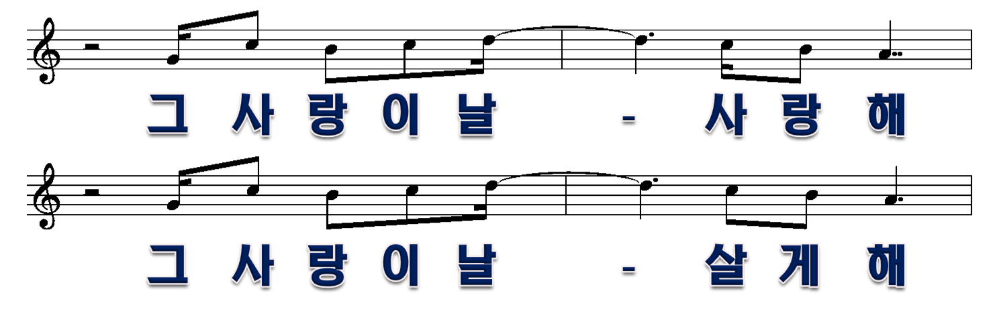 그 사 랑 이 날 - 사 랑 해
그 사 랑 이 날 - 살 게 해